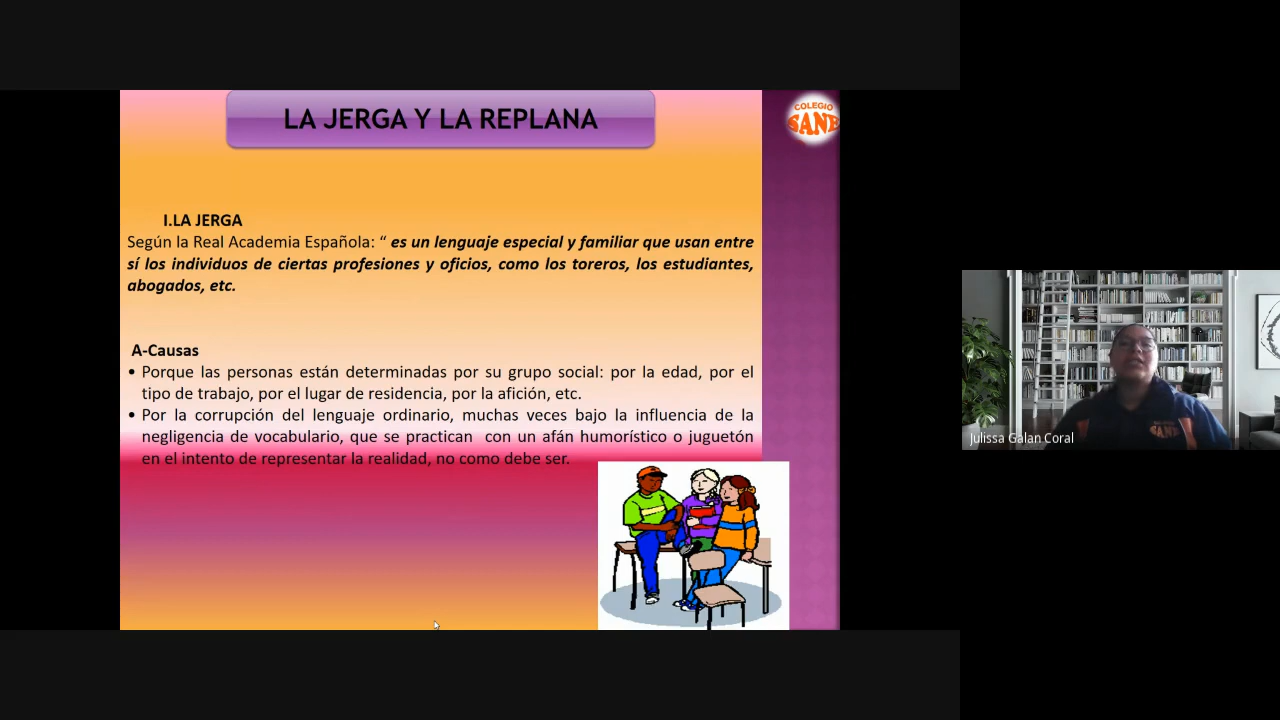 LA JERGA Y LA REPLANA
COLEGIO
SANE
I.LA JERGA
Según la Real Academia Española: “ es un lenguaje especial y familiar que usan entre
sí los individuos de ciertas profesiones y oficios, como los toreros, los estudiantes,
abogados, etc.
A-Causas
• Porque las personas están determinadas por su grupo social: por la edad, por el
tipo de trabajo, por el lugar de residencia, por la afición, etc.
• Por la corrupción del lenguaje ordinario, muchas veces bajo la influencia de la
negligencia de vocabulario, que se practican con un afán humorístico o juguetón
en el intento de representar la realidad, no como debe ser.
SANE
Julissa Galan Coral